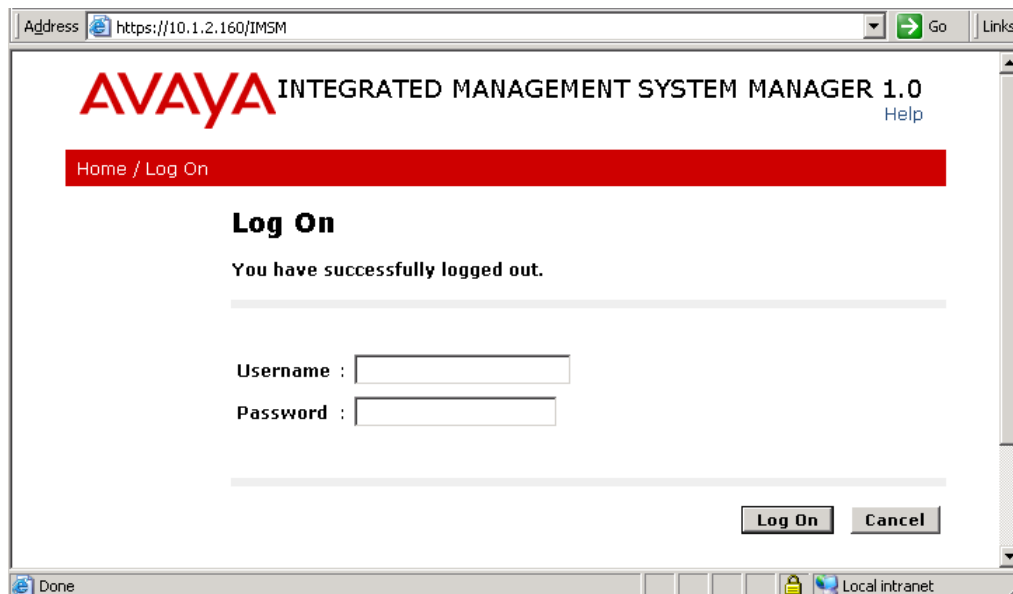 Address https://10.1.2.160/IMSM Go Links
AVAYA INTEGRATED MANAGEMENT SYSTEM MANAGER 1.0
Help
Home / Log On
Log On
You have successfully logged out.
Username :
Password :
Log On Cancel
Done Local intranet